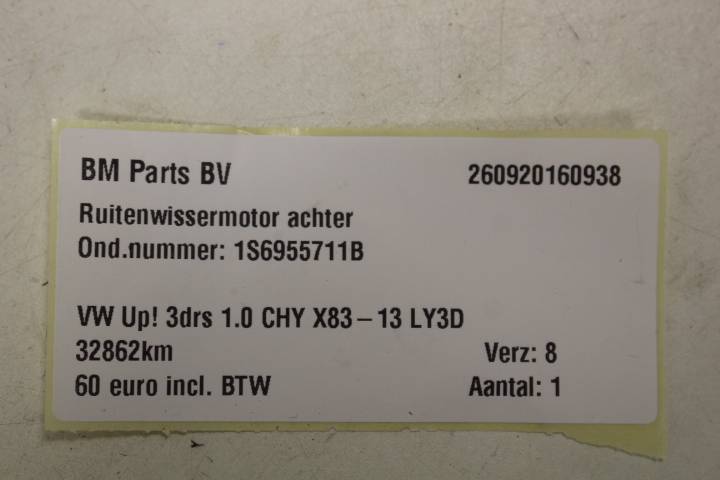 BM Parts BV 260920160938
Ruitenwissermotor achter
Ond.nummer: 1S6955711B
VW Up! 3drs 1.0 CHY X83-13 LY3D
32862km Verz: 8
60 euro incl. BTW Aantal: 1